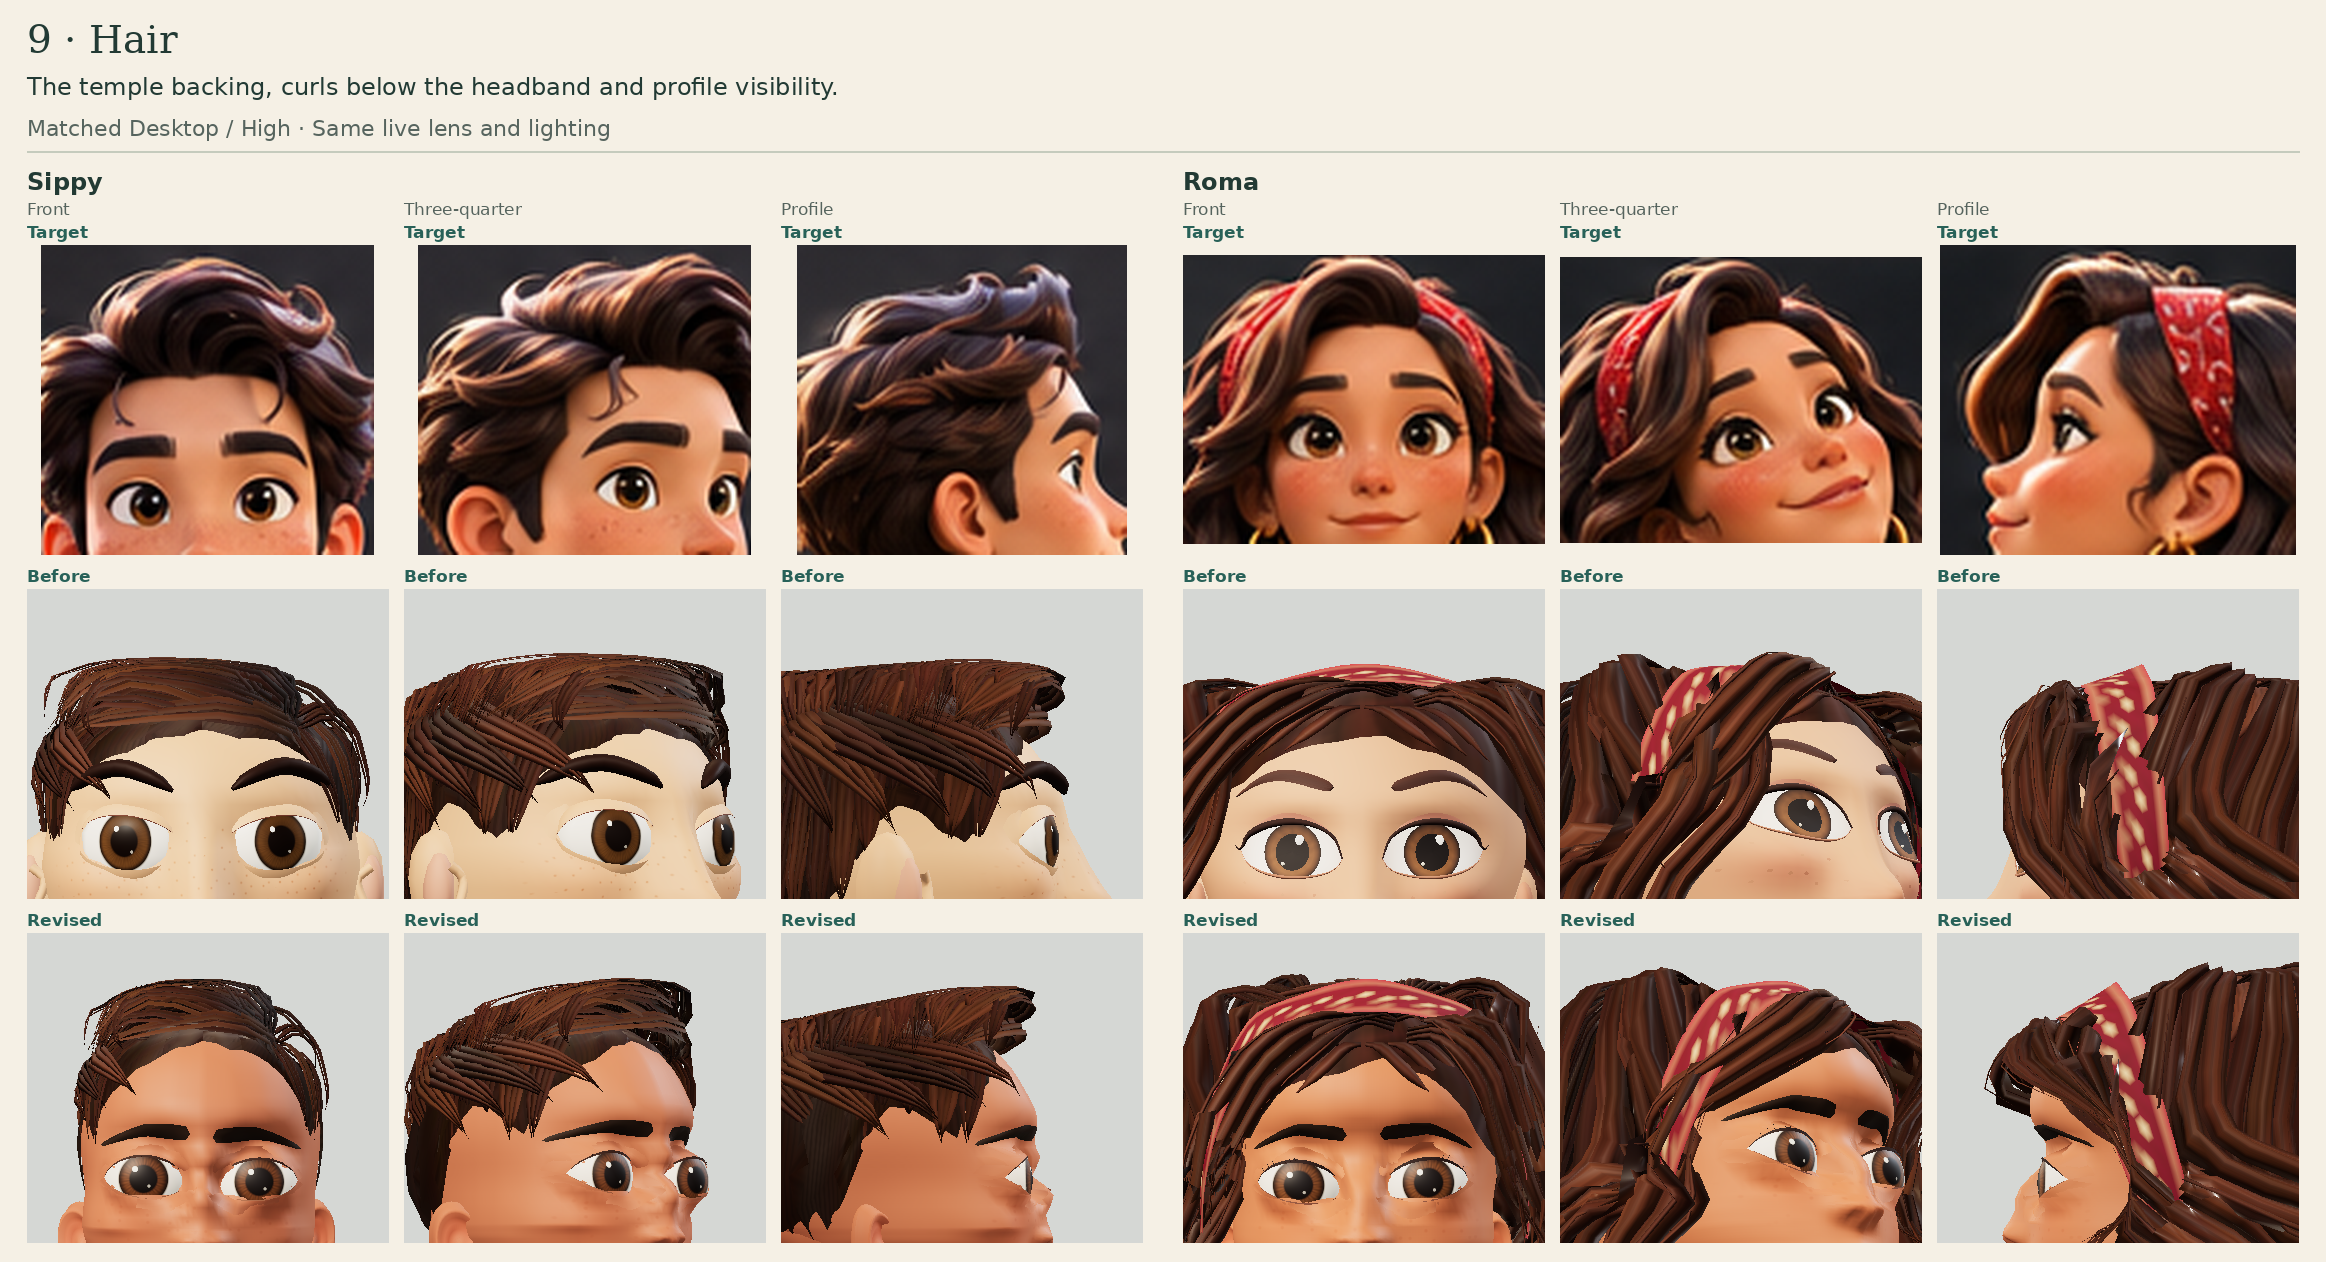 9 · Hair
The temple backing, curls below the headband and profile visibility.
Matched Desktop / High · Same live lens and lighting
Sippy
Roma
Front
Three-quarter
Profile
Front
Three-quarter
Profile
Target
Target
Target
Target
Target
Target
Before
Before
Before
Before
Before
Before
Revised
Revised
Revised
Revised
Revised
Revised